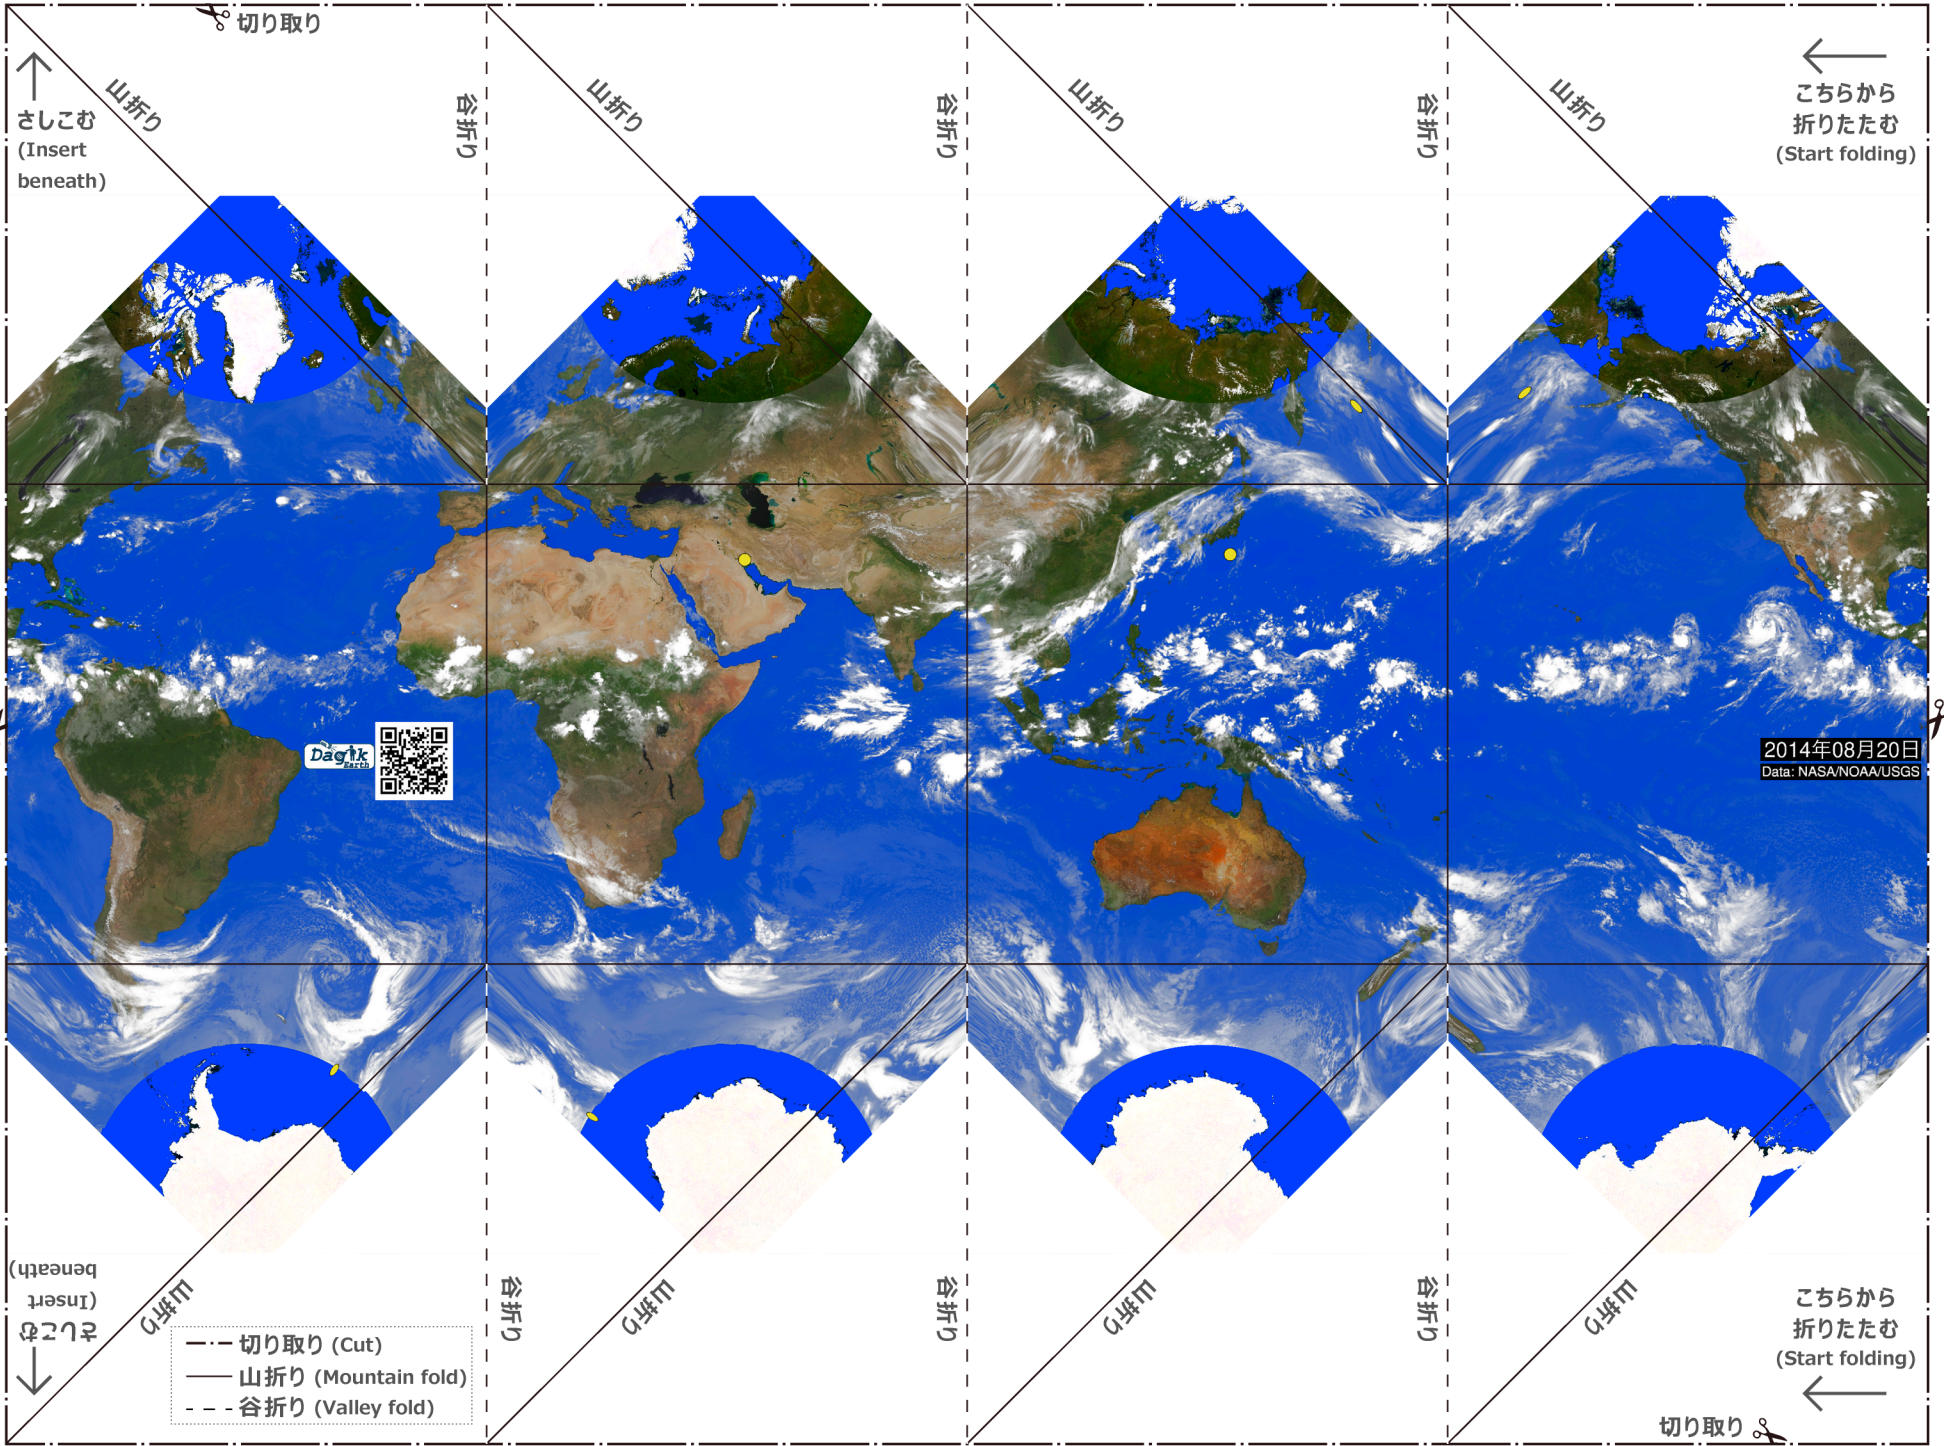 切り取り
山折り
谷折り
山折り
谷折り
山折り
谷折り
山折り
さしこむ
(Insert
beneath)
こちらから
折りたたむ
(Start folding)
Dagik
Earth
2014年08月20日
Data: NASA/NOAA/USGS
さしこむ
(Insert
beneath)
山折り
谷折り
山折り
谷折り
山折り
谷折り
山折り
切り取り (Cut)
山折り (Mountain fold)
谷折り (Valley fold)
こちらから
折りたたむ
(Start folding)
切り取り